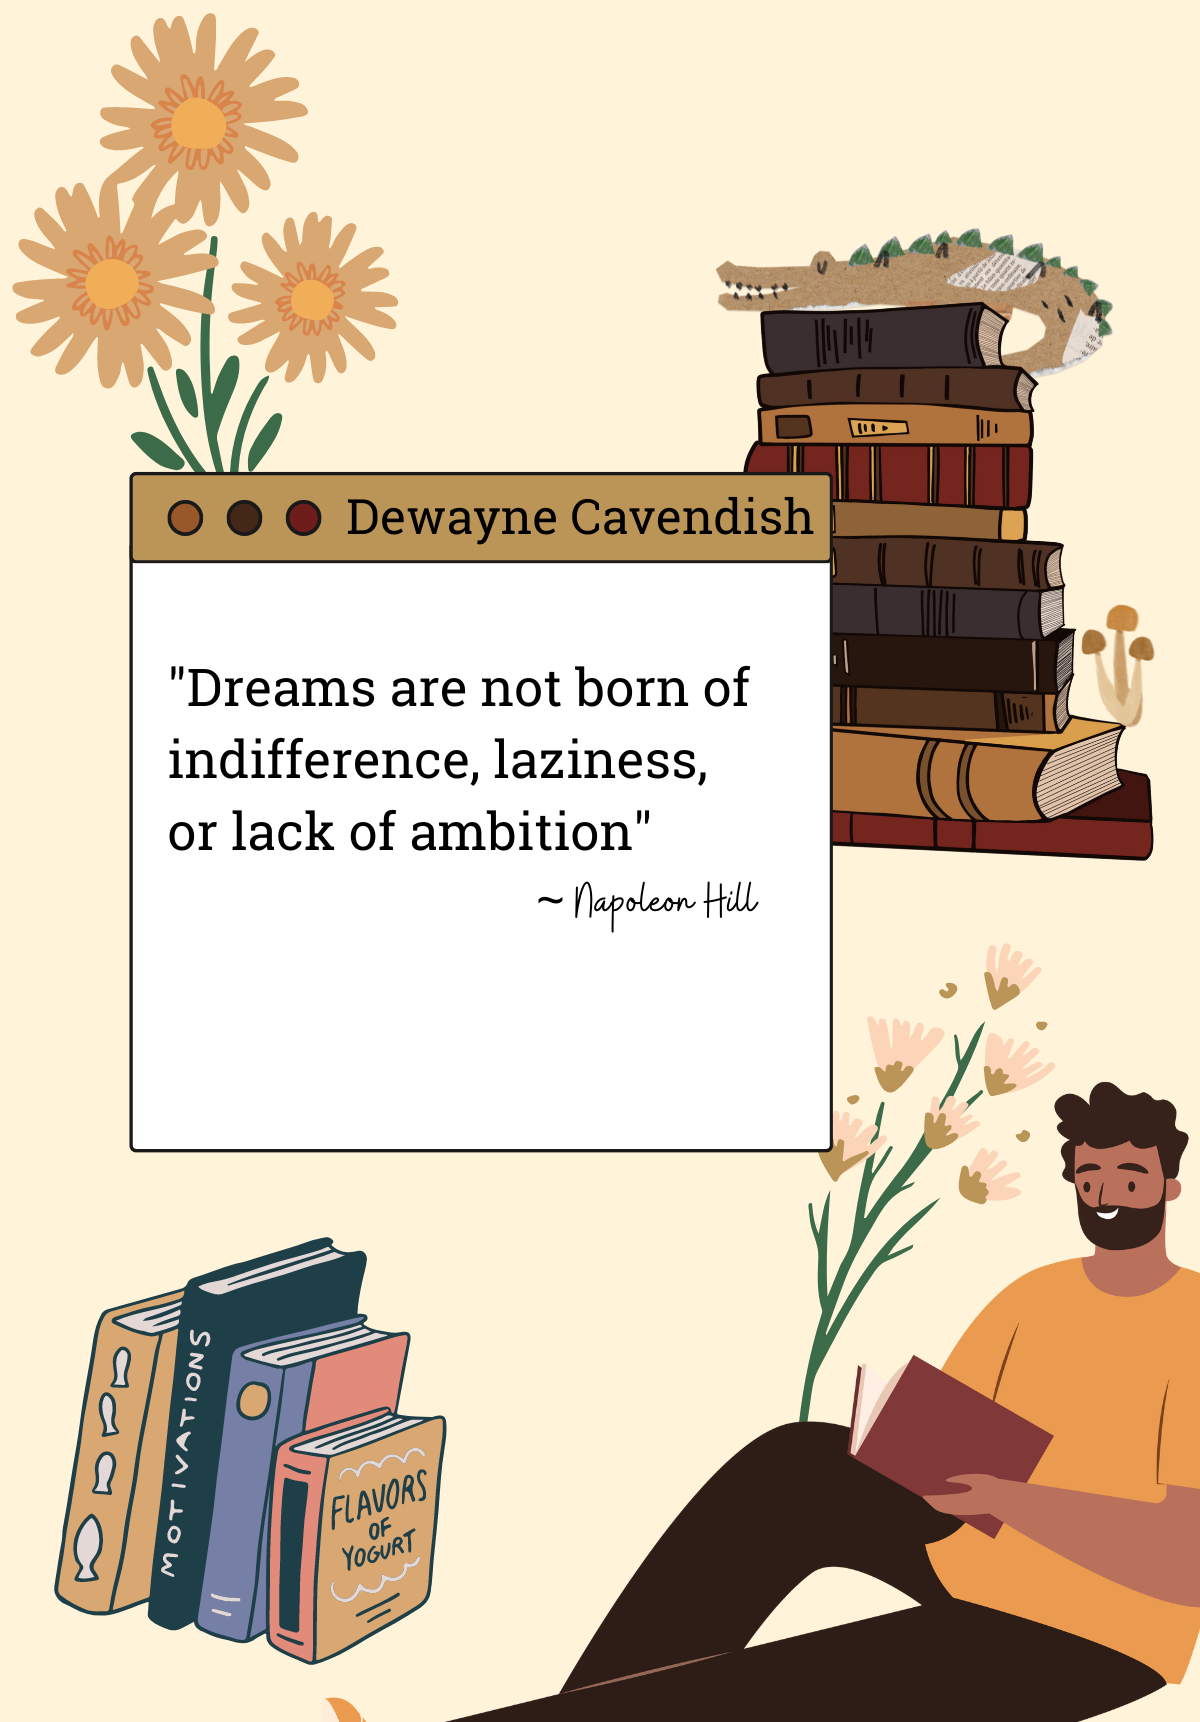 Dewayne Cavendish
"Dreams are not born of
indifference, laziness,
or lack of ambition"
~ Napoleon Hill
MOTIVATIONS
FLAVORS
OF
YOGURT